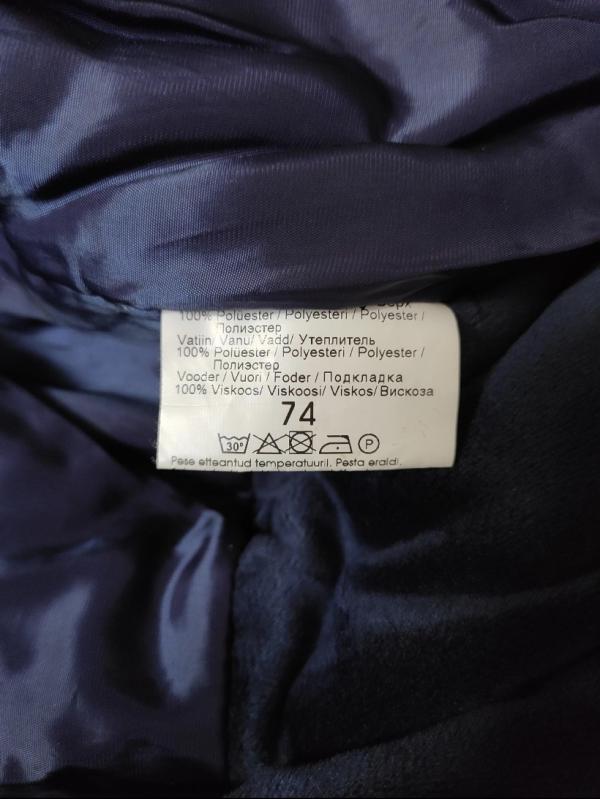 100% Polüester / Polyesteri / Polyester /
Полиэстер
Vatiin/ Vanu/ Vadd/ Утеплитель
100% Polüester / Polyesteri / Polyester /
Полиэстер
Vooder / Vuori / Foder / Подкладка
100% Viskoos/ Viskoosi/ Viskos/ Вискоза
74
30° P
Pese etteantud temperatuuril. Pesta eraldi.